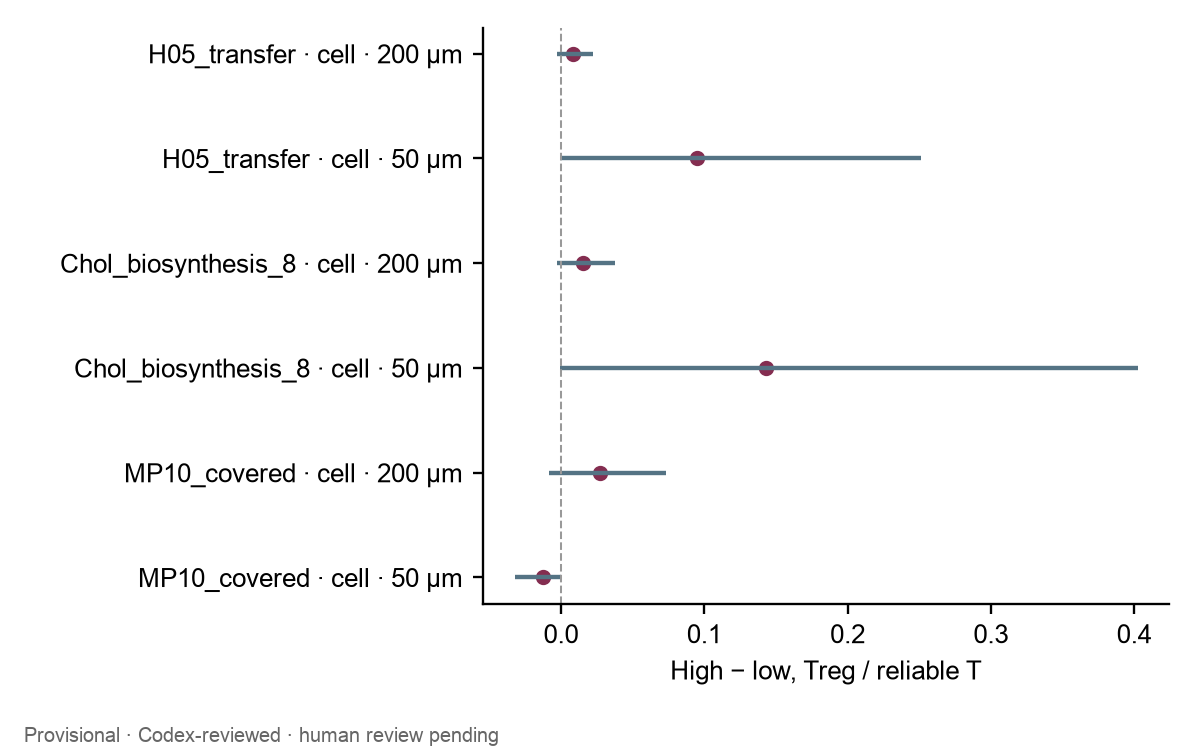 H05_transfer · cell · 200 µm
H05_transfer · cell · 50 µm
Chol_biosynthesis_8 · cell · 200 µm
Chol_biosynthesis_8 · cell · 50 µm
MP10_covered · cell · 200 µm
MP10_covered · cell · 50 µm
0.0 0.1 0.2 0.3 0.4
High − low, Treg / reliable T
Provisional · Codex-reviewed · human review pending